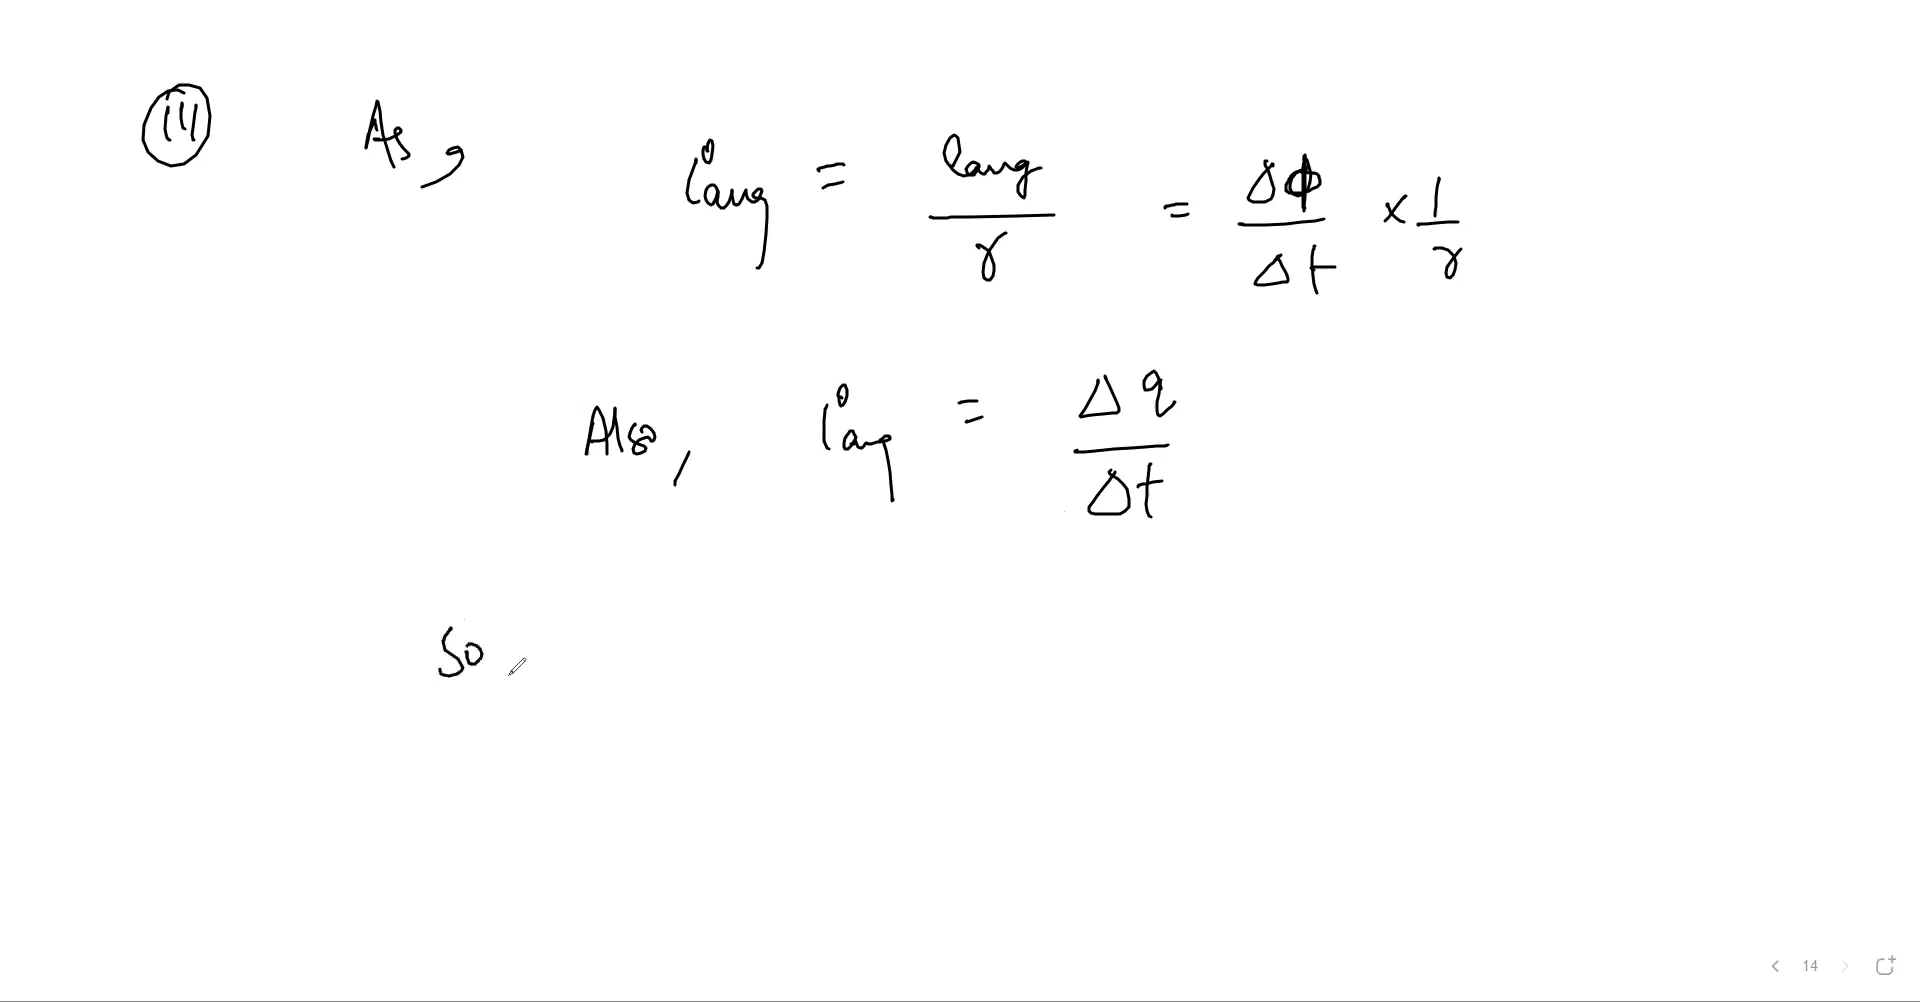 (iii) As, i_avg = e_avg / r = Δϕ / Δt × 1 / r
Also, i_avg = Δq / Δt
So
14